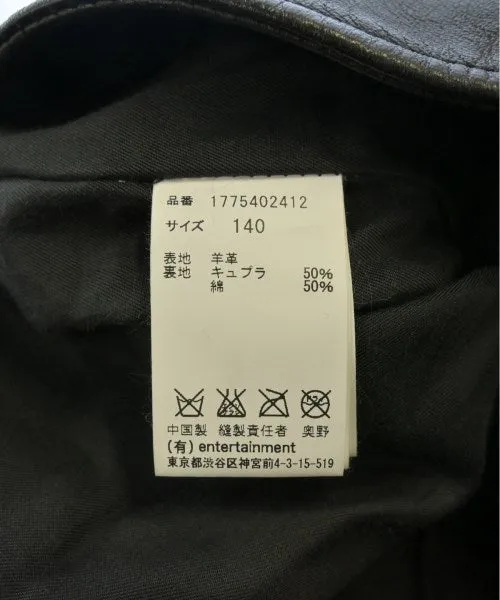 品番 1775402412
サイズ 140
表地 羊革
裏地 キュプラ 50%
綿 50%
中国製 縫製責任者 奥野
(有) entertainment
東京都渋谷区神宮前4-3-15-519